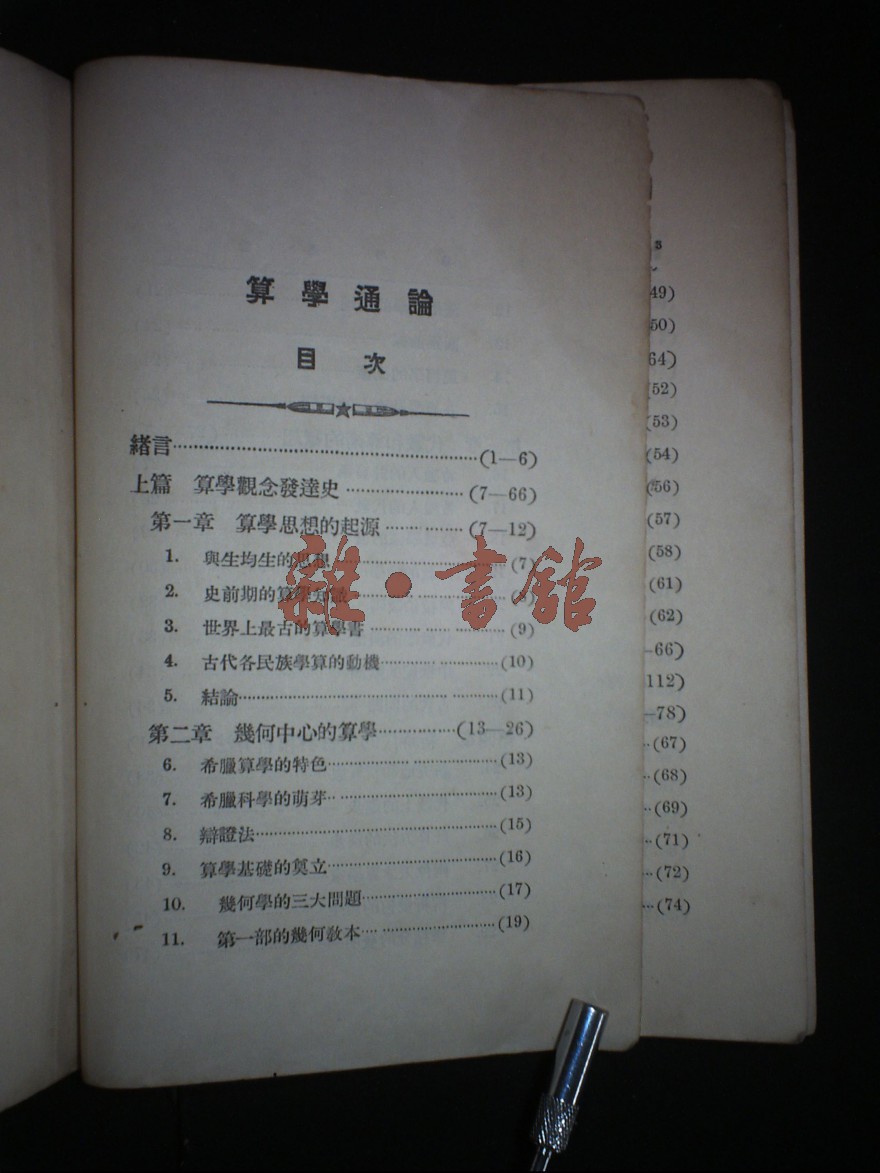 算學通論
目次
緒言……(1—6)
上篇 算學觀念發達史……(7—66)
第一章 算學思想的起源……(7—12)
1. 與生均生的思想……(7)
2. 史前期的算學知識……
3. 世界上最古的算學書……(9)
4. 古代各民族學算的動機……(10)
5. 結論……(11)
第二章 幾何中心的算學……(13—26)
6. 希臘算學的特色……(13)
7. 希臘科學的萌芽……(13)
8. 辯證法……(15)
9. 算學基礎的奠立……(16)
10. 幾何學的三大問題……(17)
11. 第一部的幾何教本……(19)
雜·書館
3
49)
50)
64)
(52)
(53)
(54)
(56)
(57)
(58)
(61)
(62)
—66)
112)
—78)
(67)
(68)
(69)
(71)
(72)
(74)